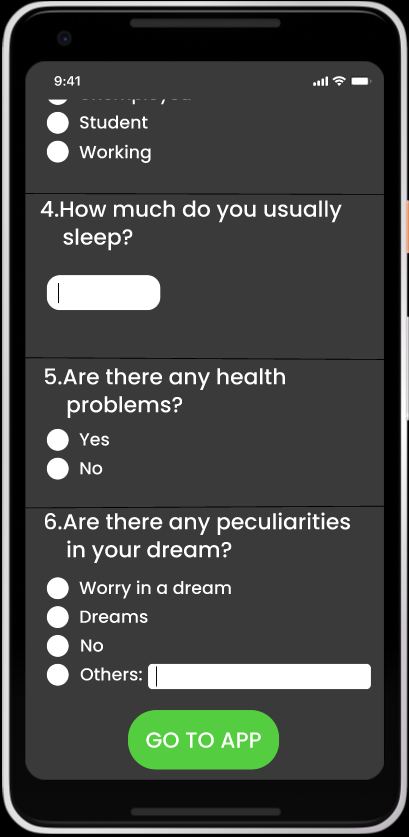 9:41
Student
Working
4.How much do you usually
sleep?
5.Are there any health
problems?
Yes
No
6.Are there any peculiarities
in your dream?
Worry in a dream
Dreams
No
Others:
GO TO APP